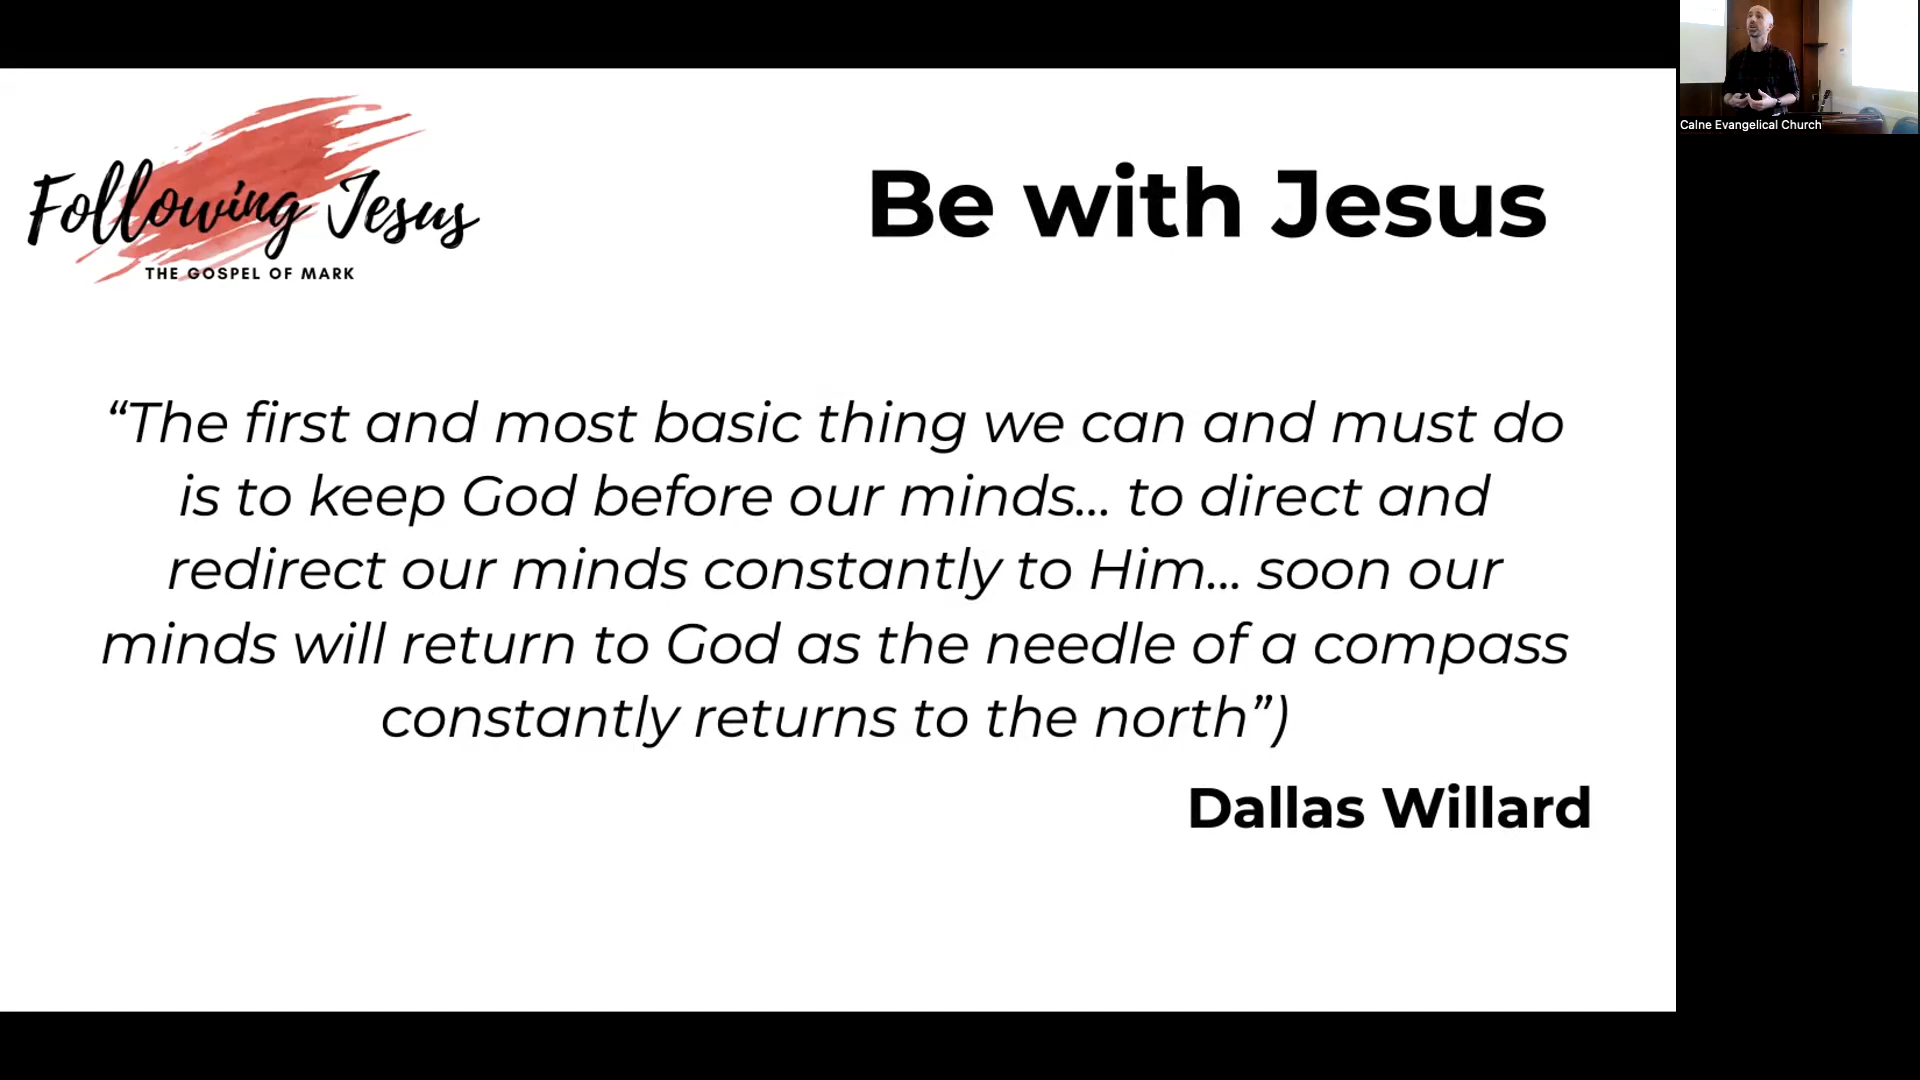 Following Jesus
THE GOSPEL OF MARK
Be with Jesus
“The first and most basic thing we can and must do
is to keep God before our minds... to direct and
redirect our minds constantly to Him... soon our
minds will return to God as the needle of a compass
constantly returns to the north”)
Dallas Willard
Calne Evangelical Church